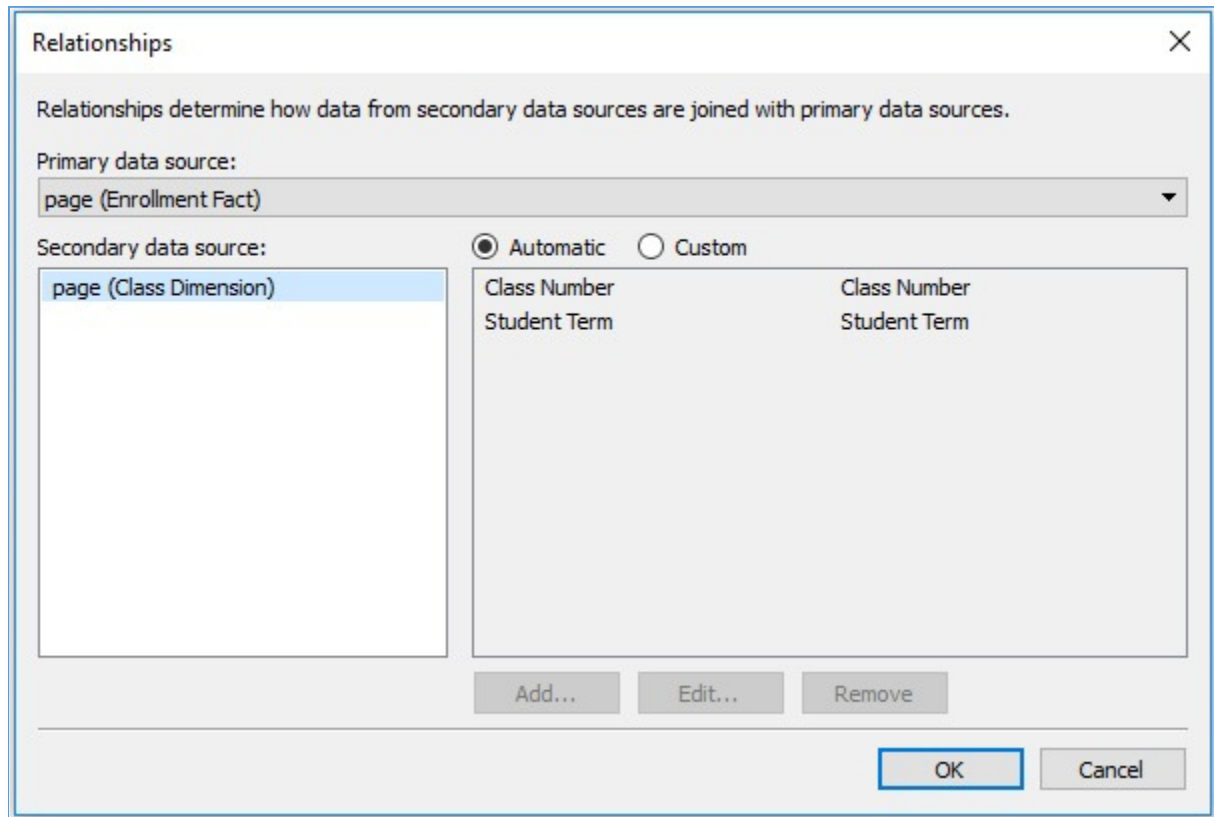 Relationships
Relationships determine how data from secondary data sources are joined with primary data sources.
Primary data source:
page (Enrollment Fact)
Secondary data source:
Automatic Custom
page (Class Dimension)
Class Number Class Number
Student Term Student Term
Add... Edit... Remove
OK Cancel